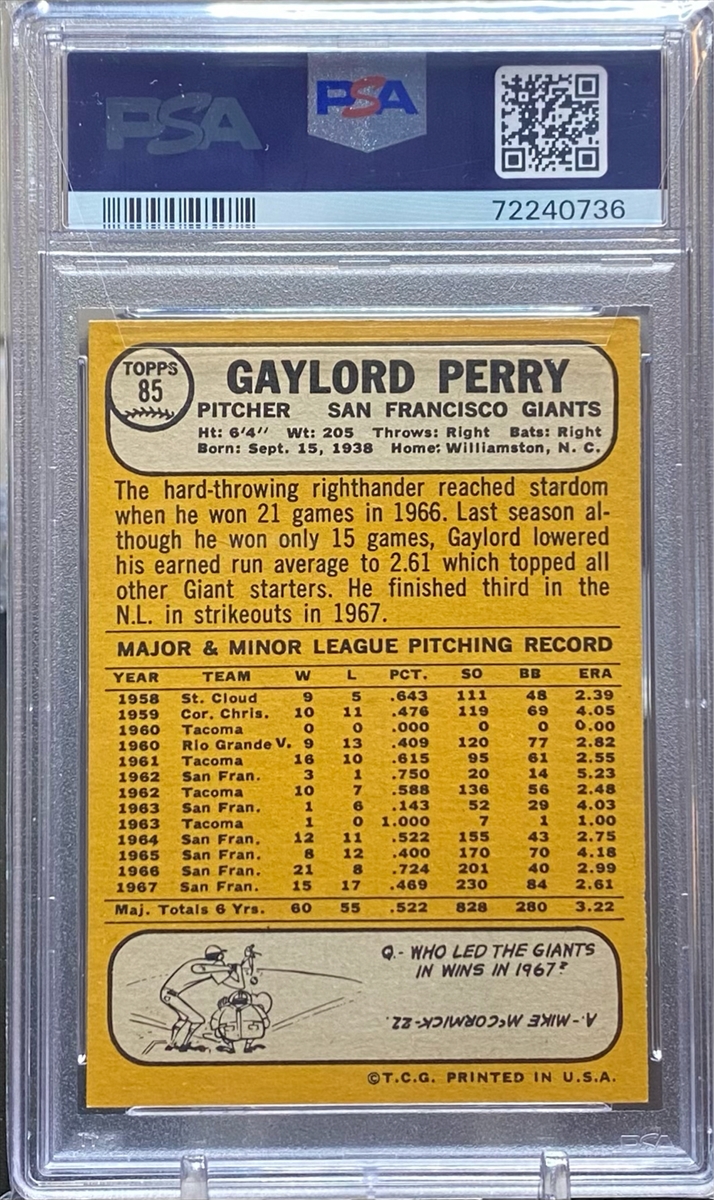 PSA PSA
72240736
TOPPS
85
GAYLORD PERRY
PITCHER SAN FRANCISCO GIANTS
Ht: 6'4" Wt: 205 Throws: Right Bats: Right
Born: Sept. 15, 1938 Home: Williamston, N. C.
The hard-throwing righthander reached stardom
when he won 21 games in 1966. Last season al-
though he won only 15 games, Gaylord lowered
his earned run average to 2.61 which topped all
other Giant starters. He finished third in the
N.L. in strikeouts in 1967.
MAJOR & MINOR LEAGUE PITCHING RECORD
YEAR TEAM W L PCT. SO BB ERA
1958 St. Cloud 9 5 .643 111 48 2.39
1959 Cor. Chris. 10 11 .476 119 69 4.05
1960 Tacoma 0 0 .000 0 0 0.00
1960 Rio Grande V. 9 13 .409 120 77 2.82
1961 Tacoma 16 10 .615 95 61 2.55
1962 San Fran. 3 1 .750 20 14 5.23
1962 Tacoma 10 7 .588 136 56 2.48
1963 San Fran. 1 6 .143 52 29 4.03
1963 Tacoma 1 0 1.000 7 1 1.00
1964 San Fran. 12 11 .522 155 43 2.75
1965 San Fran. 8 12 .400 170 70 4.18
1966 San Fran. 21 8 .724 201 40 2.99
1967 San Fran. 15 17 .469 230 84 2.61
Maj. Totals 6 Yrs. 60 55 .522 828 280 3.22
Q.- WHO LED THE GIANTS
IN WINS IN 1967?
A.- MIKE McCORMICK-22.
©T.C.G. PRINTED IN U.S.A.
PSA